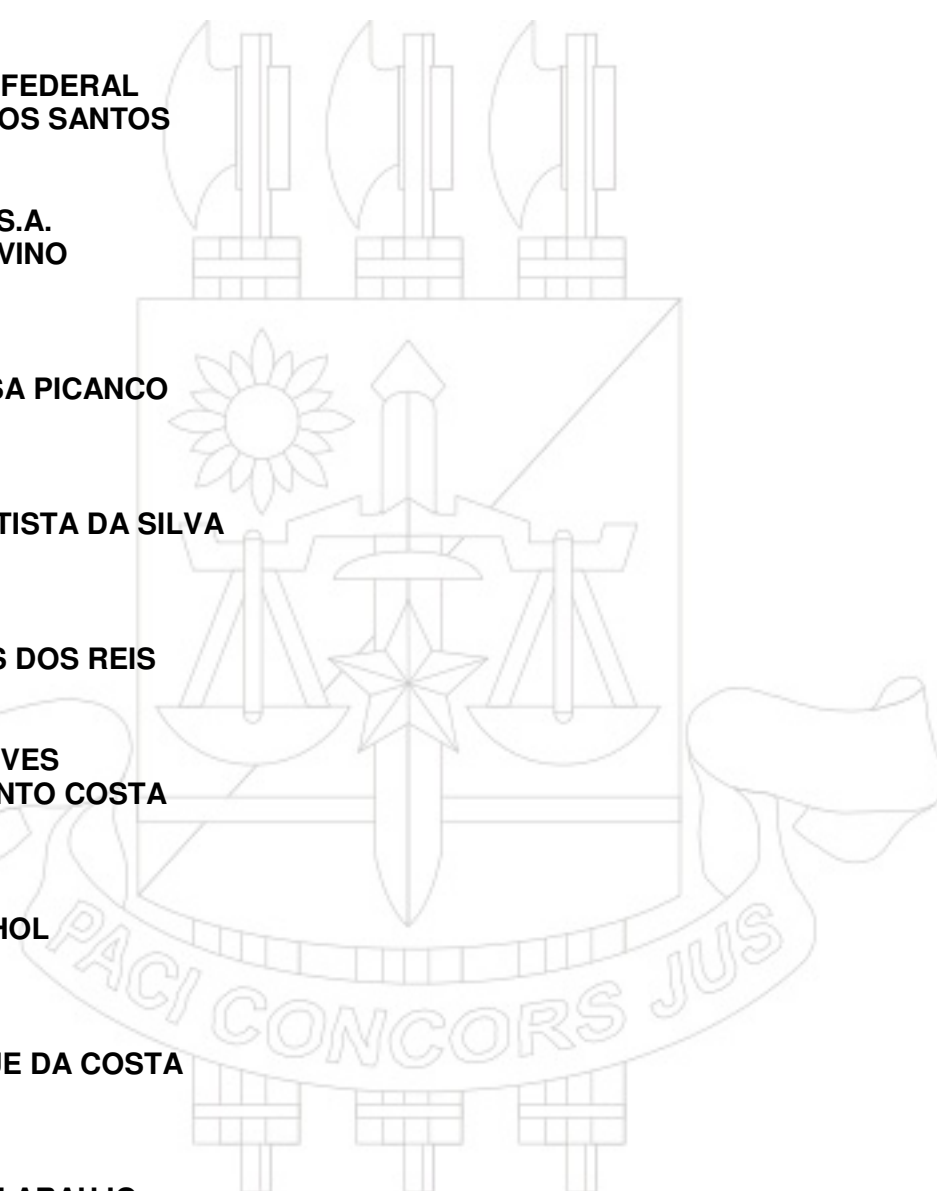 FEDERAL
OS SANTOS
S.A.
VINO
SA PICANCO
TISTA DA SILVA
S DOS REIS
VES
NTO COSTA
HOL
PACI CONCORS JUS
UE DA COSTA